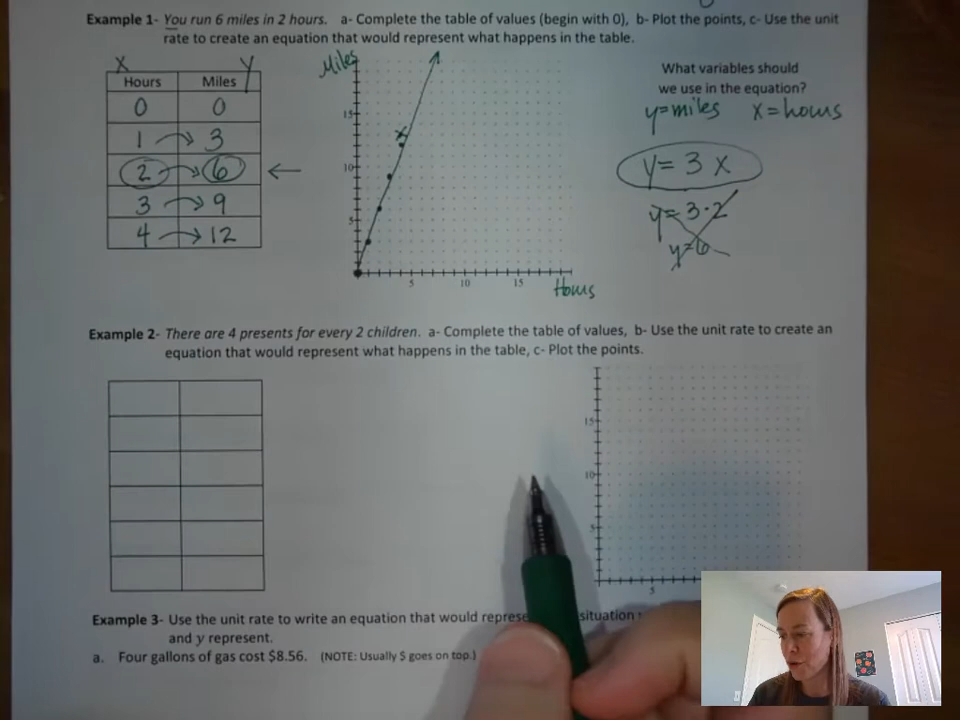 Example 1- You run 6 miles in 2 hours. a- Complete the table of values (begin with 0), b- Plot the points, c- Use the unit
rate to create an equation that would represent what happens in the table.
X Y
Hours Miles
0 0
1 3
2 6
3 9
4 12
Miles
15
10
5
5 10 15
Hours
What variables should
we use in the equation?
y=miles x=hours
y= 3 x
y= 3·2
y=6
Example 2- There are 4 presents for every 2 children. a- Complete the table of values, b- Use the unit rate to create an
equation that would represent what happens in the table, c- Plot the points.
15
10
5
5
Example 3- Use the unit rate to write an equation that would situation
and y represent.
a. Four gallons of gas cost $8.56. (NOTE: Usually $ goes on top.)